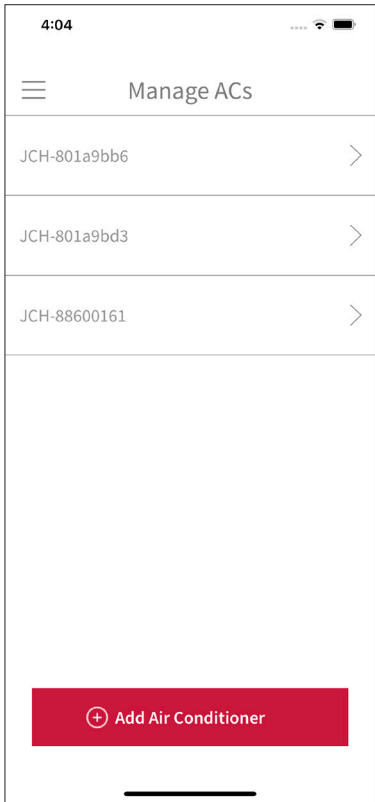 4:04
Manage ACs
JCH-801a9bb6
JCH-801a9bd3
JCH-88600161
Add Air Conditioner